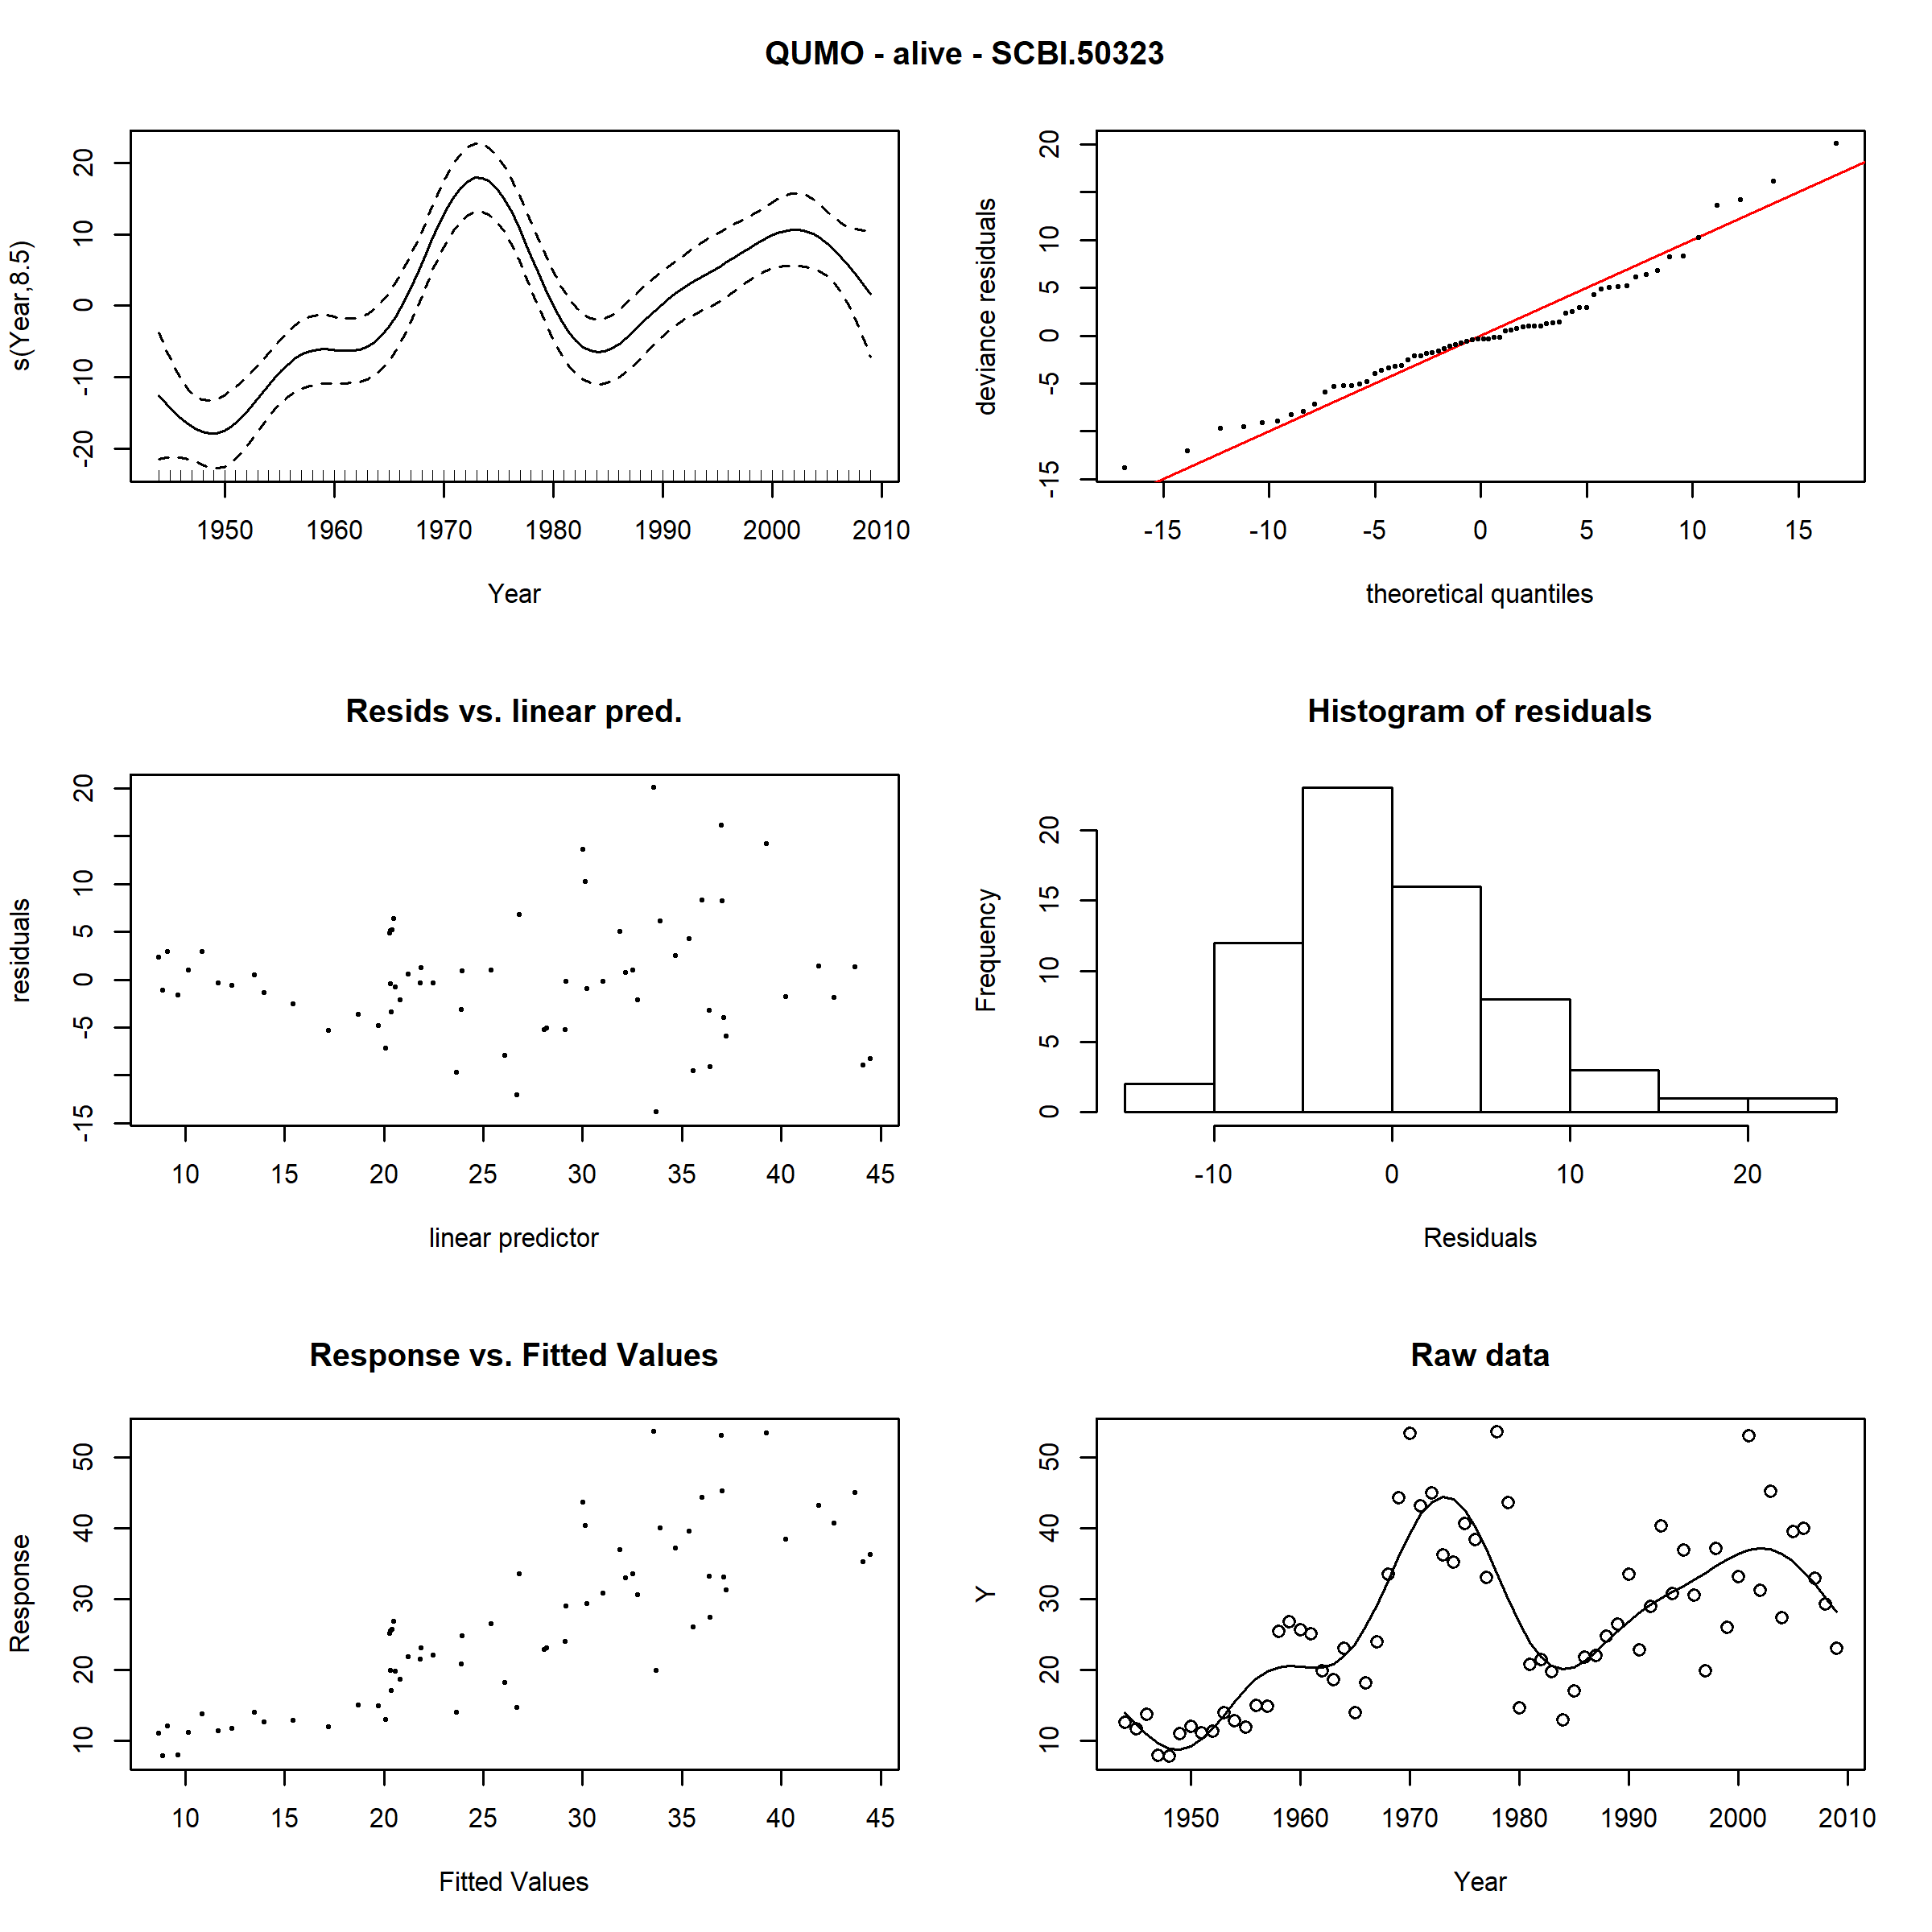 QUMO - alive - SCBI.50323
s(Year,8.5)
20
10
0
-10
-20
1950 1960 1970 1980 1990 2000 2010
Year
deviance residuals
20
10
5
0
-5
-15
-15 -10 -5 0 5 10 15
theoretical quantiles
Resids vs. linear pred.
residuals
20
10
5
0
-5
-15
10 15 20 25 30 35 40 45
linear predictor
Histogram of residuals
Frequency
20
15
10
5
0
-10 0 10 20
Residuals
Response vs. Fitted Values
Response
50
40
30
20
10
10 15 20 25 30 35 40 45
Fitted Values
Raw data
Y
50
40
30
20
10
1950 1960 1970 1980 1990 2000 2010
Year